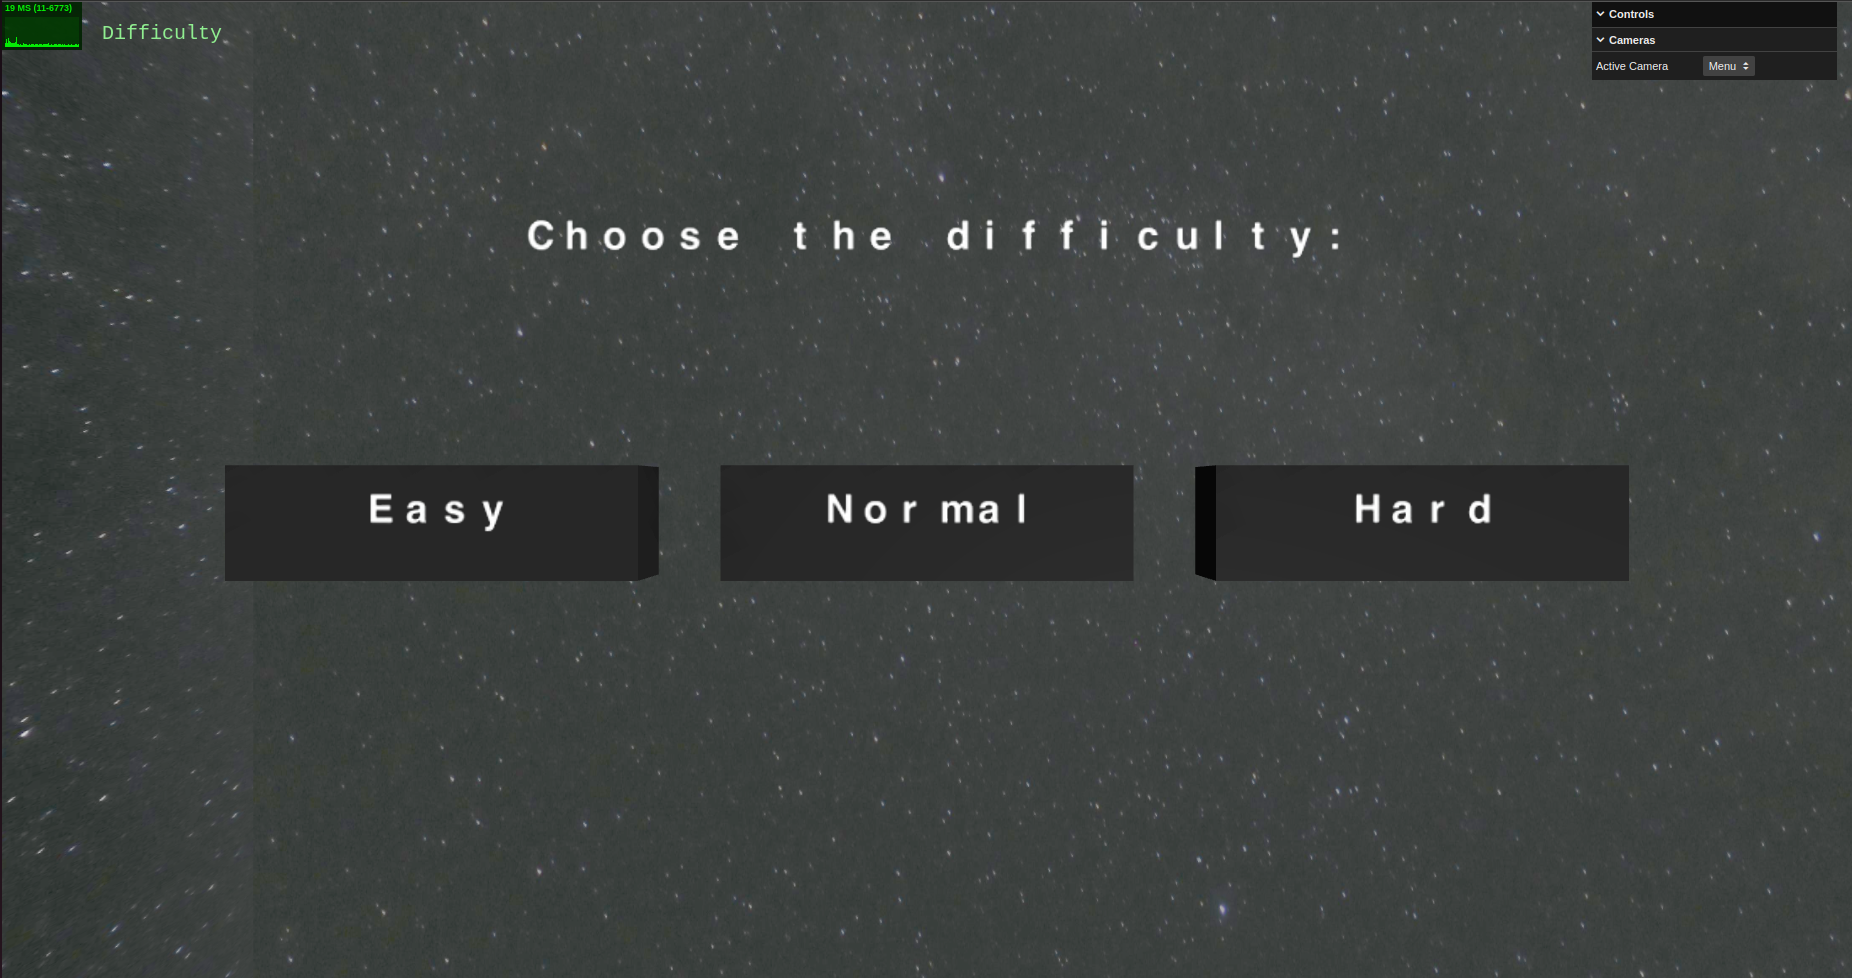 19 MS (11-6773)
Difficulty
Controls
Cameras
Active Camera Menu
Choose the difficulty:
Easy Normal Hard